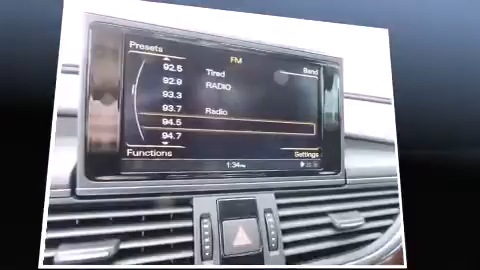 FM
Presets
Band
92.5
Tired
92.9
RADIO
93.3
93.7
Radio
94.5
94.7
Functions
Settings
1:34PM